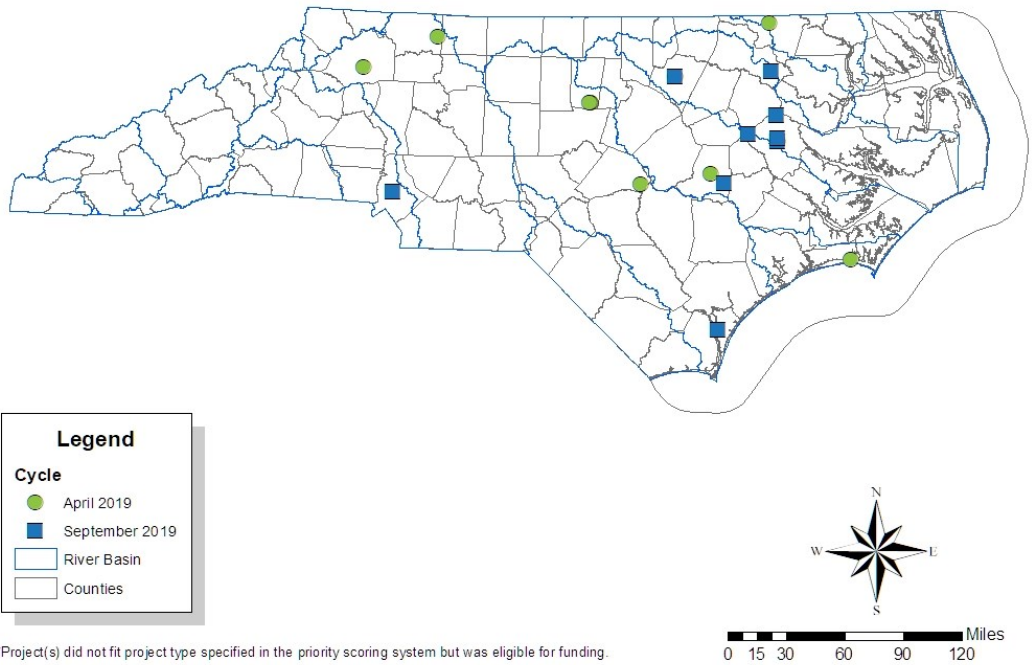 Legend
Cycle
April 2019
September 2019
River Basin
Counties
N
W E
S
Miles
0 15 30 60 90 120
Project(s) did not fit project type specified in the priority scoring system but was eligible for funding.